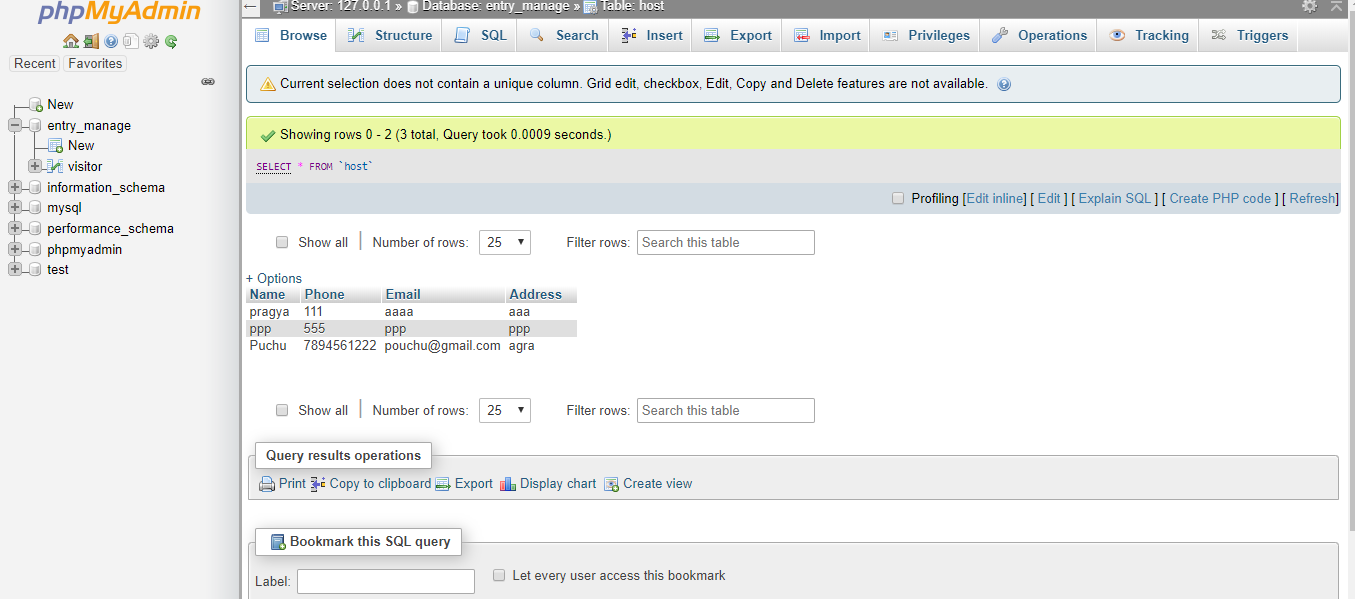 phpMyAdmin
Recent Favorites
New
entry_manage
New
visitor
information_schema
mysql
performance_schema
phpmyadmin
test
Server: 127.0.0.1 » Database: entry_manage » Table: host
Browse Structure SQL Search Insert Export Import Privileges Operations Tracking Triggers
Current selection does not contain a unique column. Grid edit, checkbox, Edit, Copy and Delete features are not available.
Showing rows 0 - 2 (3 total, Query took 0.0009 seconds.)
SELECT * FROM `host`
Profiling [Edit inline] [ Edit ] [ Explain SQL ] [ Create PHP code ] [ Refresh]
Show all Number of rows: 25 Filter rows: Search this table
+ Options
Name Phone Email Address
pragya 111 aaaa aaa
ppp 555 ppp ppp
Puchu 7894561222 pouchu@gmail.com agra
Show all Number of rows: 25 Filter rows: Search this table
Query results operations
Print Copy to clipboard Export Display chart Create view
Bookmark this SQL query
Label: Let every user access this bookmark